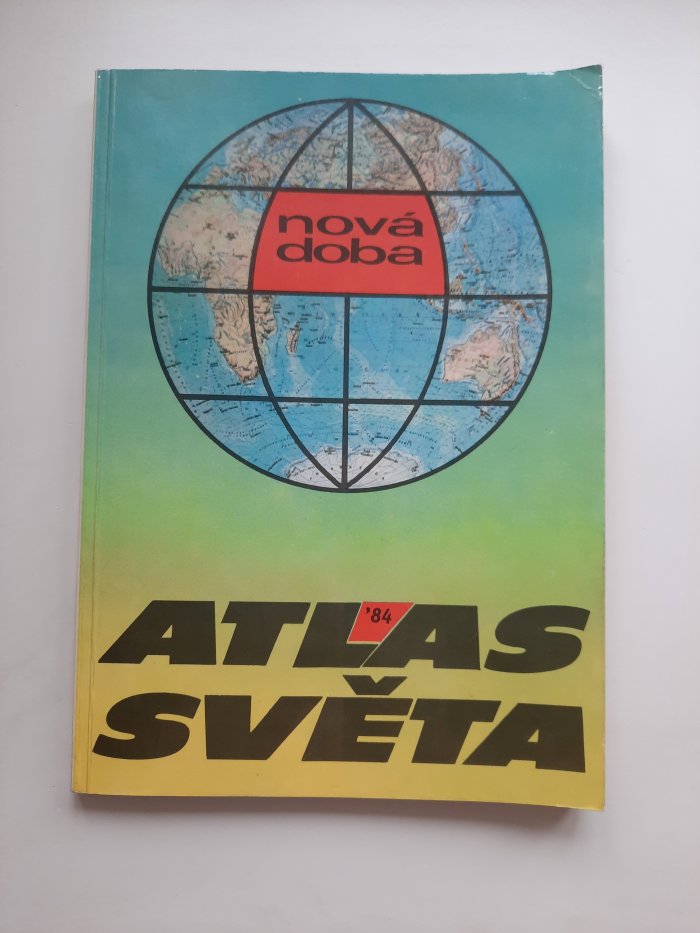 nová
doba
'84
ATLAS
SVĚTA